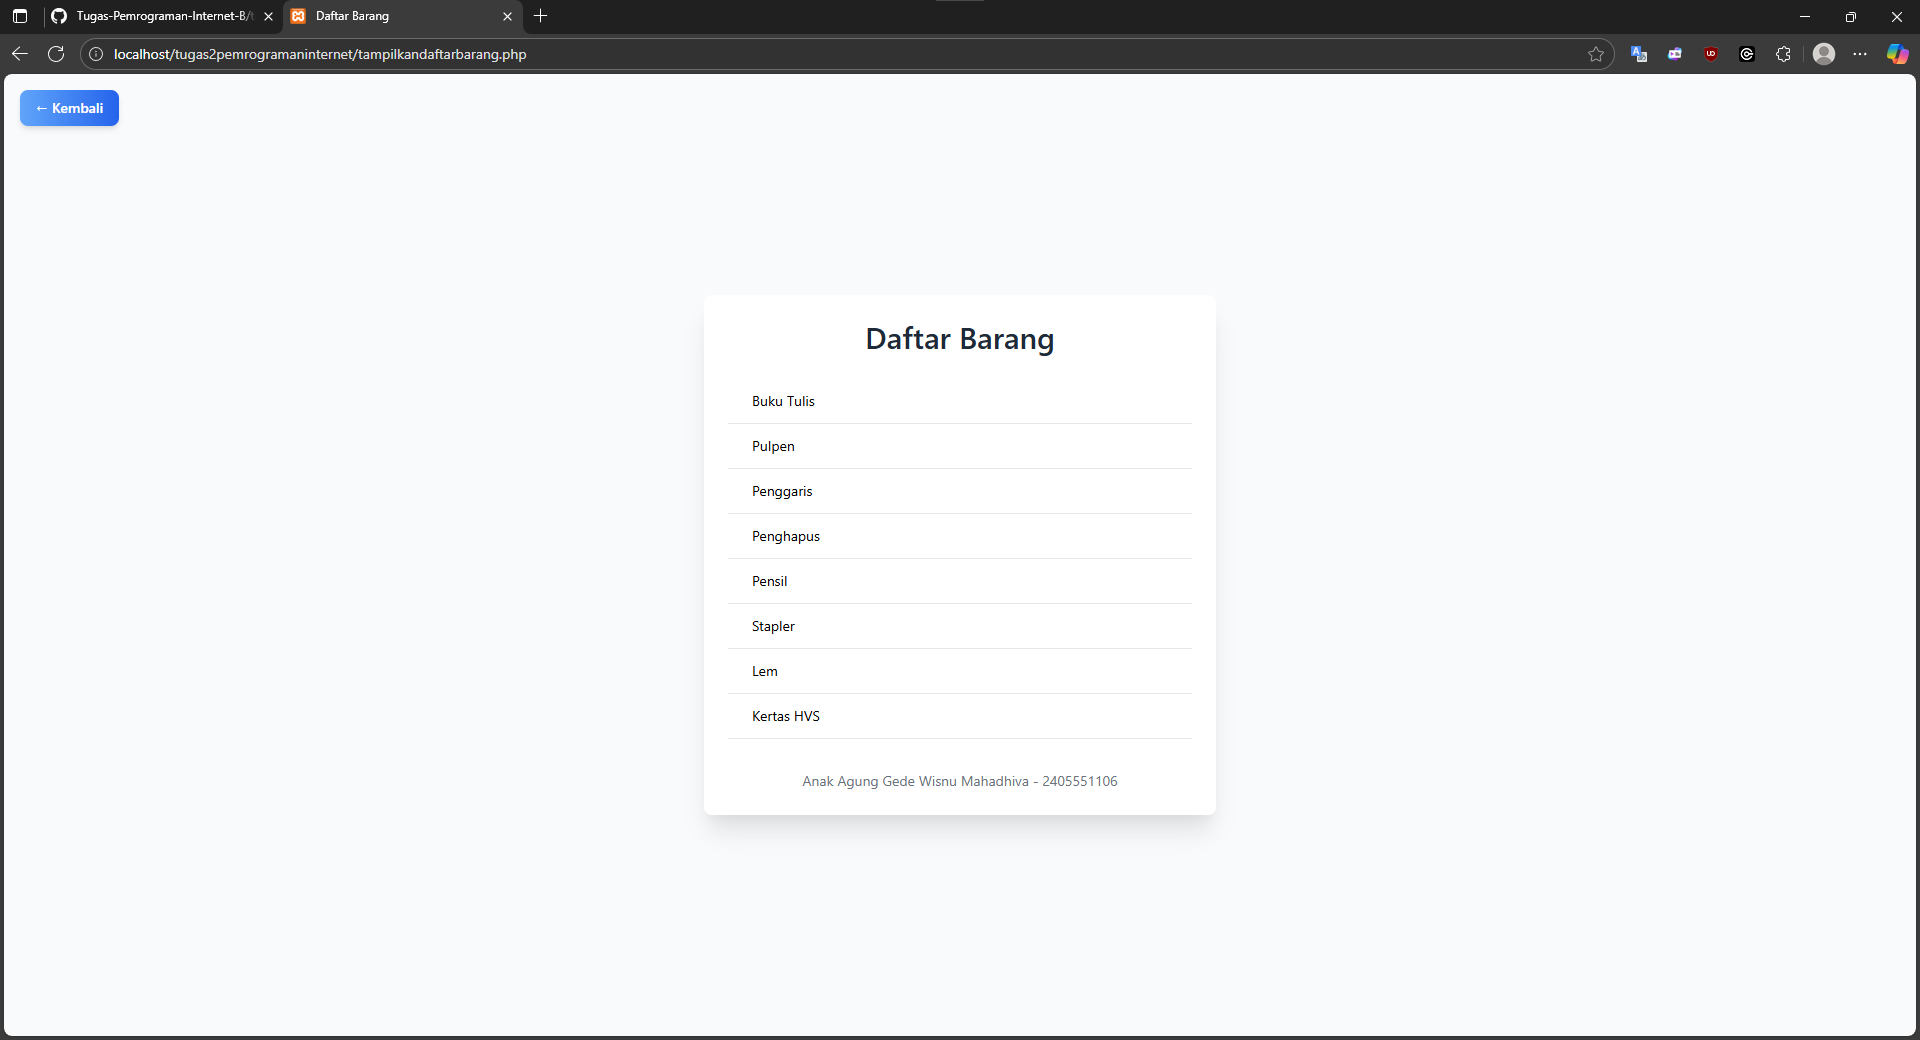 Tugas-Pemrograman-Internet-B/t
Daftar Barang
localhost/tugas2pemrogramaninternet/tampilkandaftarbarang.php
← Kembali
Daftar Barang
Buku Tulis
Pulpen
Penggaris
Penghapus
Pensil
Stapler
Lem
Kertas HVS
Anak Agung Gede Wisnu Mahadhiva - 2405551106